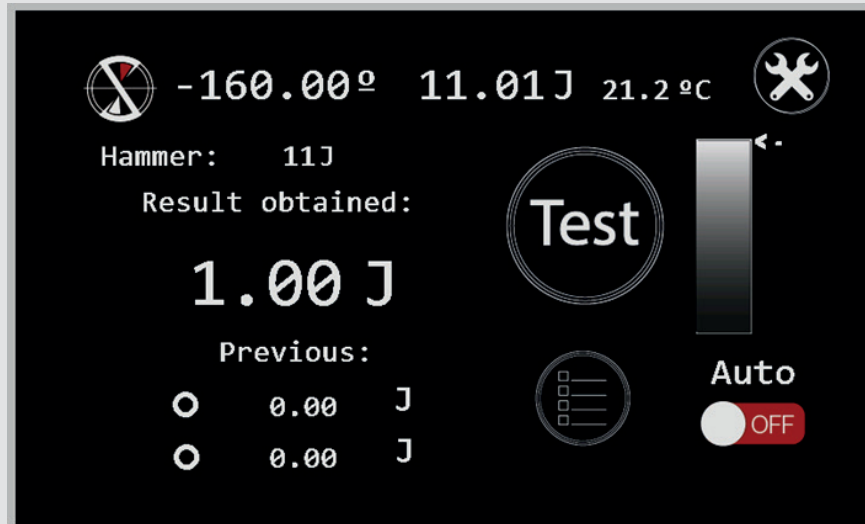 -160.00º 11.01J 21.2 ºC
Hammer: 11J
Result obtained:
1.00 J
Test
Previous:
0.00 J
0.00 J
Auto
OFF